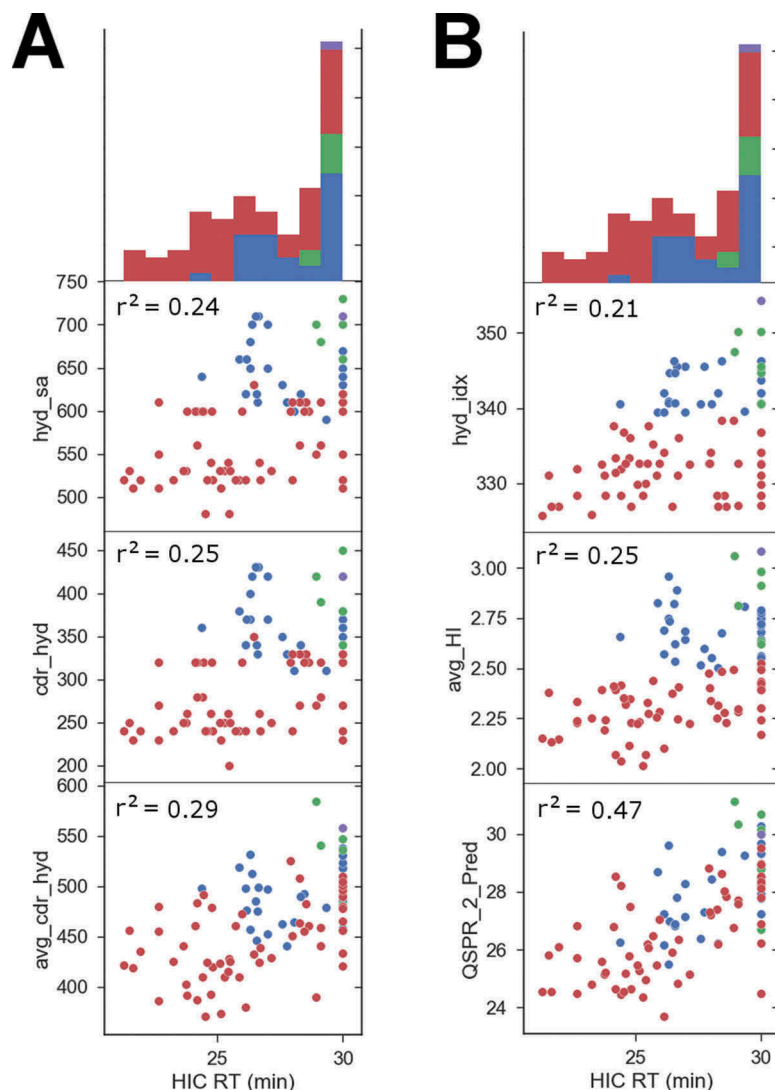 A
750
r² = 0.24
700
650
hyd_sa
600
550
500
450
r² = 0.25
400
350
cdr_hyd
300
250
200
600
r² = 0.29
550
500
avg_cdr_hyd
450
400
25
30
HIC RT (min)
B
r² = 0.21
350
hyd_idx
340
330
r² = 0.25
3.00
2.75
avg_HI
2.50
2.25
2.00
r² = 0.47
30
28
QSPR_2_Pred
26
24
25
30
HIC RT (min)